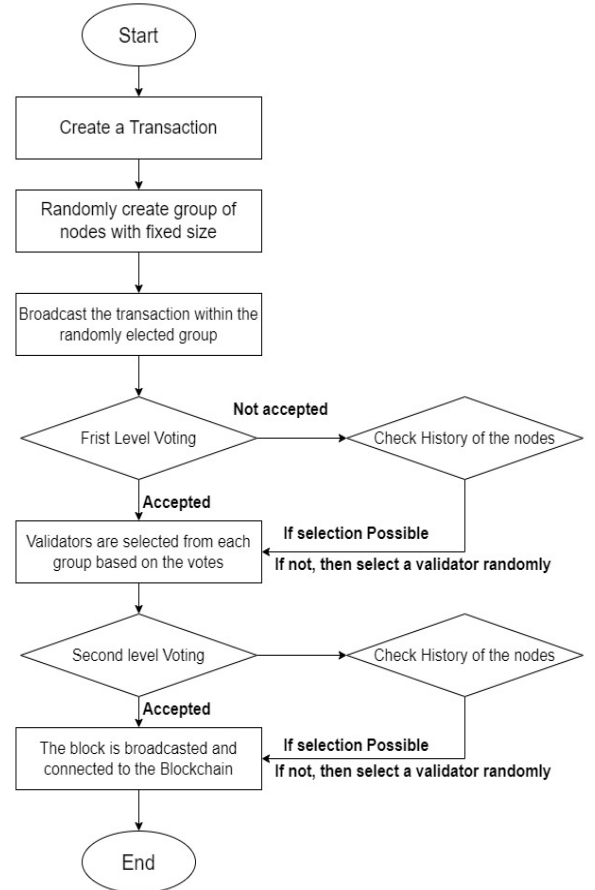 Start
Create a Transaction
Randomly create group of
nodes with fixed size
Broadcast the transaction within the
randomly elected group
Not accepted
Frist Level Voting
Check History of the nodes
Accepted
If selection Possible
Validators are selected from each
group based on the votes
If not, then select a validator randomly
Second level Voting
Check History of the nodes
Accepted
If selection Possible
The block is broadcasted and
connected to the Blockchain
If not, then select a validator randomly
End